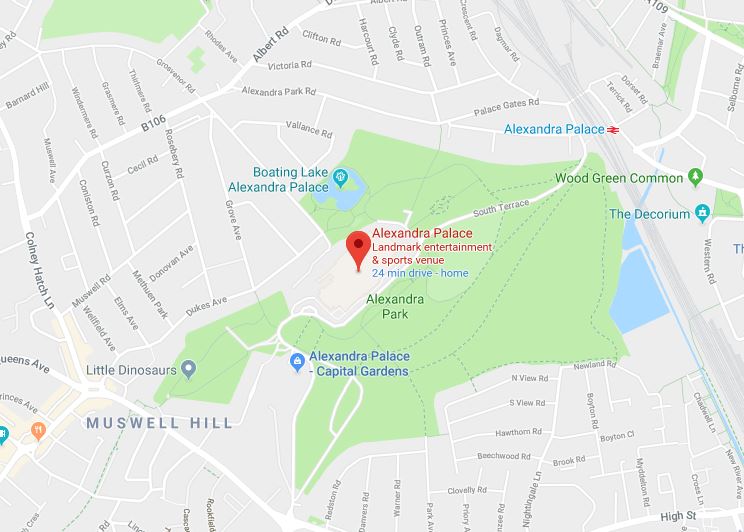 A109
Dagmar Rd
Crescent Rd
Princes Ave
Outram Rd
Clyde Rd
Harcourt Rd
Clifton Rd
Albert Rd
Rhodes Ave
Grosvenor Rd
Victoria Rd
Alexandra Park Rd
Vallance Rd
Palace Gates Rd
Braemar Ave
Selborne Rd
Dorset Rd
Terrick Rd
Barnard Hill
Windermere Rd
Grasmere Rd
Thirlmere Rd
B106
Muswell Ave
Coniston Rd
Curzon Rd
Cecil Rd
Rosebery Rd
Grove Ave
Alexandra Palace
Boating Lake
Alexandra Palace
Wood Green Common
The Decorium
Western Rd
South Terrace
Alexandra Palace
Landmark entertainment
& sports venue
24 min drive - home
Alexandra
Park
Colney Hatch Ln
Muswell Rd
Donovan Ave
Methuen Park
Elms Ave
Wellfield Ave
Dukes Ave
Queens Ave
Princes Ave
Little Dinosaurs
MUSWELL HILL
Alexandra Palace
- Capital Gardens
Newland Rd
N View Rd
S View Rd
Hawthorn Rd
Beechwood Rd
Boyton Rd
Boyton Cl
Brook Rd
Clovelly Rd
Nightingale Ln
Myddelton Rd
Cross Ln
Chadwell Ln
New River Ave
High St
Redston Rd
Danvers Rd
Warner Rd
Priory Ave
Rookfield